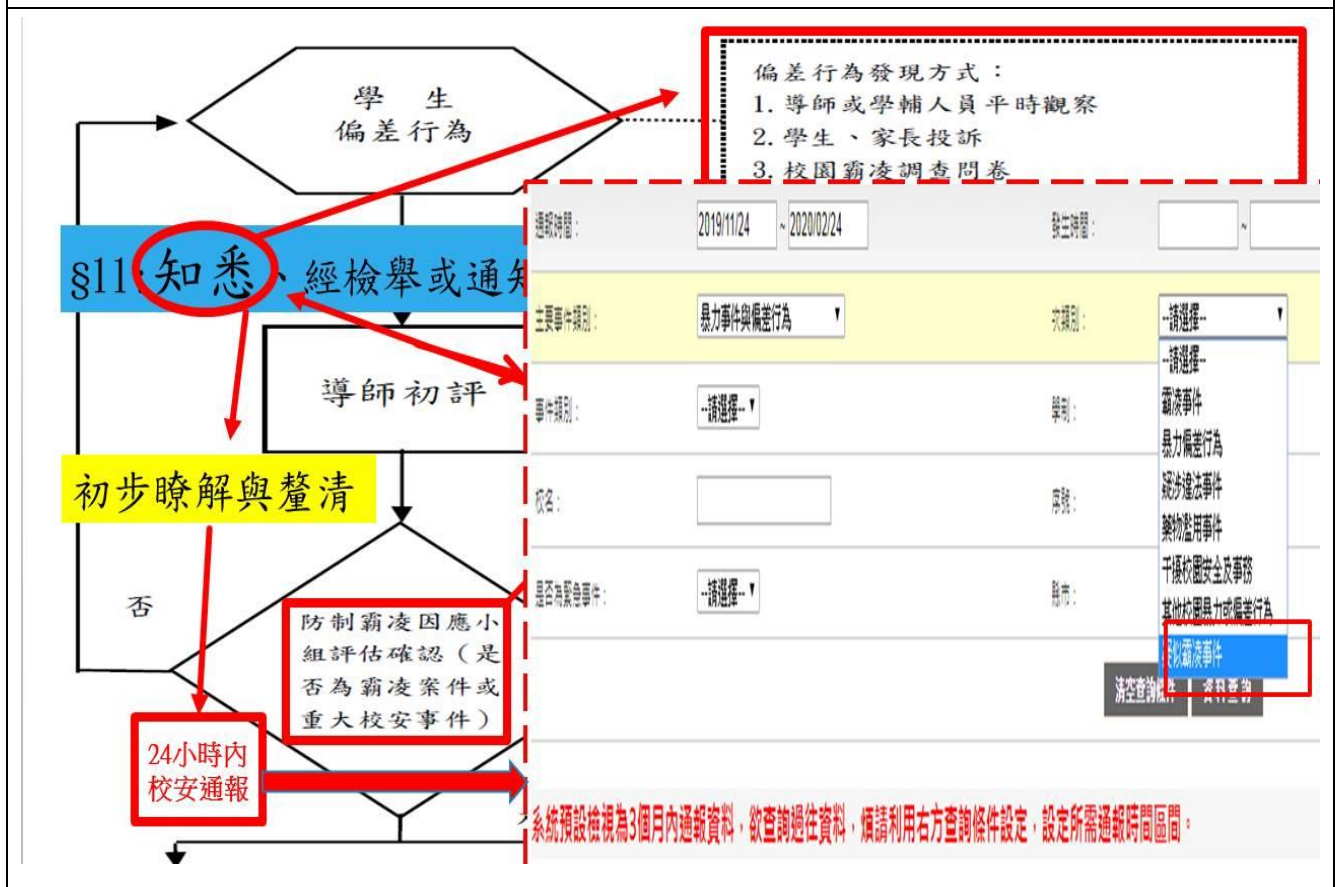 學 生
偏差行為
偏差行為發現方式：
1. 導師或學輔人員平時觀察
2. 學生、家長投訴
3. 校園霸凌調查問卷
§11:知悉、經檢舉或通知
導師初評
初步瞭解與釐清
否
防制霸凌因應小
組評估確認（是
否為霸凌案件或
重大校安事件）
24小時內
校安通報
通報時間： 2019/11/24 ~ 2020/02/24 發生時間： ~
主要事件類別： 暴力事件與偏差行為 次類別： --請選擇--
--請選擇--
霸凌事件
暴力偏差行為
疑涉違法事件
藥物濫用事件
干擾校園安全及事務
其他校園暴力或偏差行為
疑似霸凌事件
事件類別： --請選擇-- 學制：
校名： 序號：
是否為緊急事件： --請選擇-- 縣市：
清空查詢條件 資料查詢
系統預設檢視為3個月內通報資料，欲查詢過往資料，煩請利用右方查詢條件設定，設定所需通報時間區間。